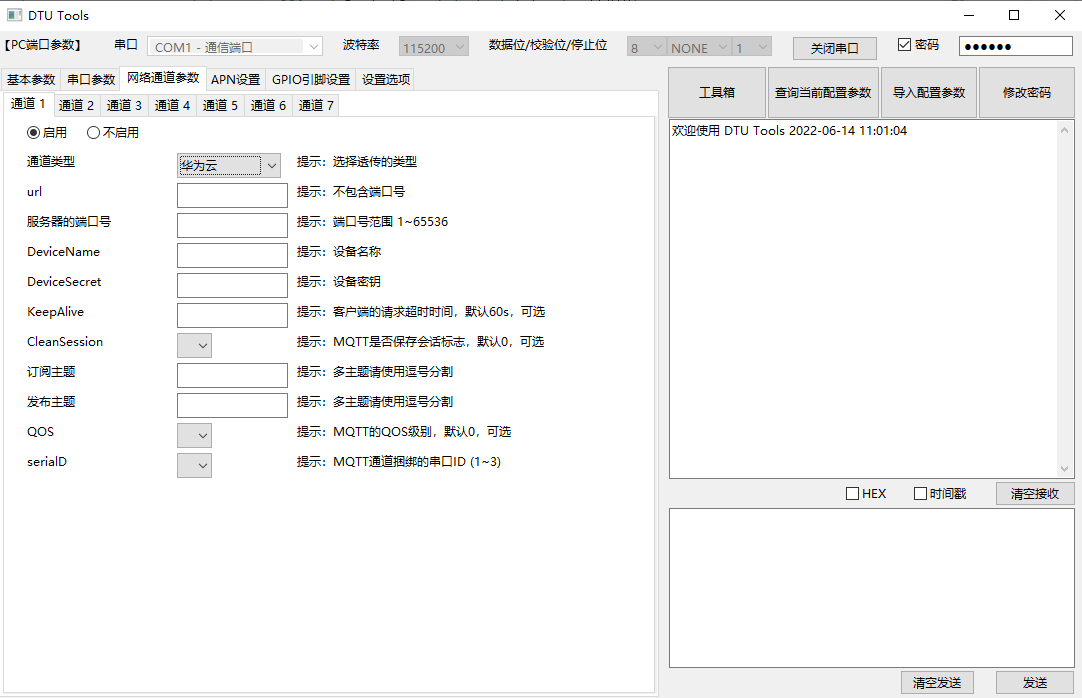 DTU Tools
【PC端口参数】 串口 COM1 - 通信端口 波特率 115200 数据位/校验位/停止位 8 NONE 1 关闭串口 密码 ●●●●●●
基本参数 串口参数 网络通道参数 APN设置 GPIO引脚设置 设置选项
通道 1 通道 2 通道 3 通道 4 通道 5 通道 6 通道 7
启用 不启用
通道类型 华为云 提示：选择透传的类型
url 提示：不包含端口号
服务器的端口号 提示：端口号范围 1~65536
DeviceName 提示：设备名称
DeviceSecret 提示：设备密钥
KeepAlive 提示：客户端的请求超时时间，默认60s，可选
CleanSession 提示：MQTT是否保存会话标志，默认0，可选
订阅主题 提示：多主题请使用逗号分割
发布主题 提示：多主题请使用逗号分割
QOS 提示：MQTT的QOS级别，默认0，可选
serialD 提示：MQTT通道捆绑的串口ID (1~3)
工具箱 查询当前配置参数 导入配置参数 修改密码
欢迎使用 DTU Tools 2022-06-14 11:01:04
HEX 时间戳 清空接收
清空发送 发送